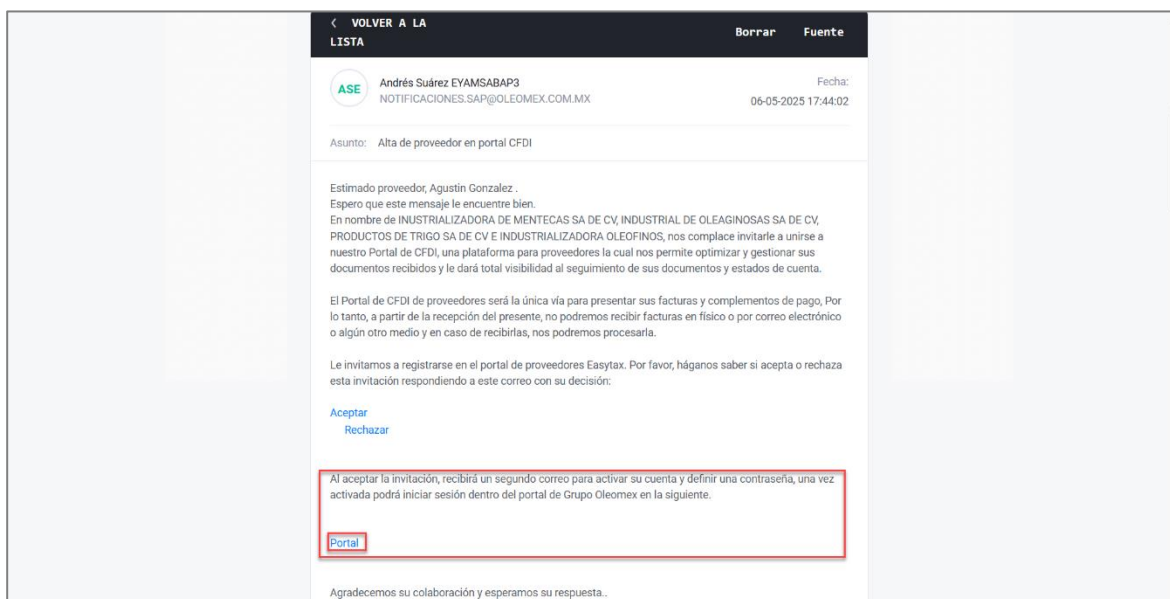 < VOLVER A LA
LISTA
Borrar Fuente
ASE
Andrés Suárez EYAMSABAP3
NOTIFICACIONES.SAP@OLEOMEX.COM.MX
Fecha:
06-05-2025 17:44:02
Asunto: Alta de proveedor en portal CFDI
Estimado proveedor, Agustin Gonzalez .
Espero que este mensaje le encuentre bien.
En nombre de INUSTRIALIZADORA DE MENTECAS SA DE CV, INDUSTRIAL DE OLEAGINOSAS SA DE CV,
PRODUCTOS DE TRIGO SA DE CV E INDUSTRIALIZADORA OLEOFINOS, nos complace invitarle a unirse a
nuestro Portal de CFDI, una plataforma para proveedores la cual nos permite optimizar y gestionar sus
documentos recibidos y le dará total visibilidad al seguimiento de sus documentos y estados de cuenta.
El Portal de CFDI de proveedores será la única vía para presentar sus facturas y complementos de pago, Por
lo tanto, a partir de la recepción del presente, no podremos recibir facturas en físico o por correo electrónico
o algún otro medio y en caso de recibirlas, nos podremos procesarla.
Le invitamos a registrarse en el portal de proveedores Easytax. Por favor, háganos saber si acepta o rechaza
esta invitación respondiendo a este correo con su decisión:
Aceptar
Rechazar
Al aceptar la invitación, recibirá un segundo correo para activar su cuenta y definir una contraseña, una vez
activada podrá iniciar sesión dentro del portal de Grupo Oleomex en la siguiente.
Portal
Agradecemos su colaboración y esperamos su respuesta..